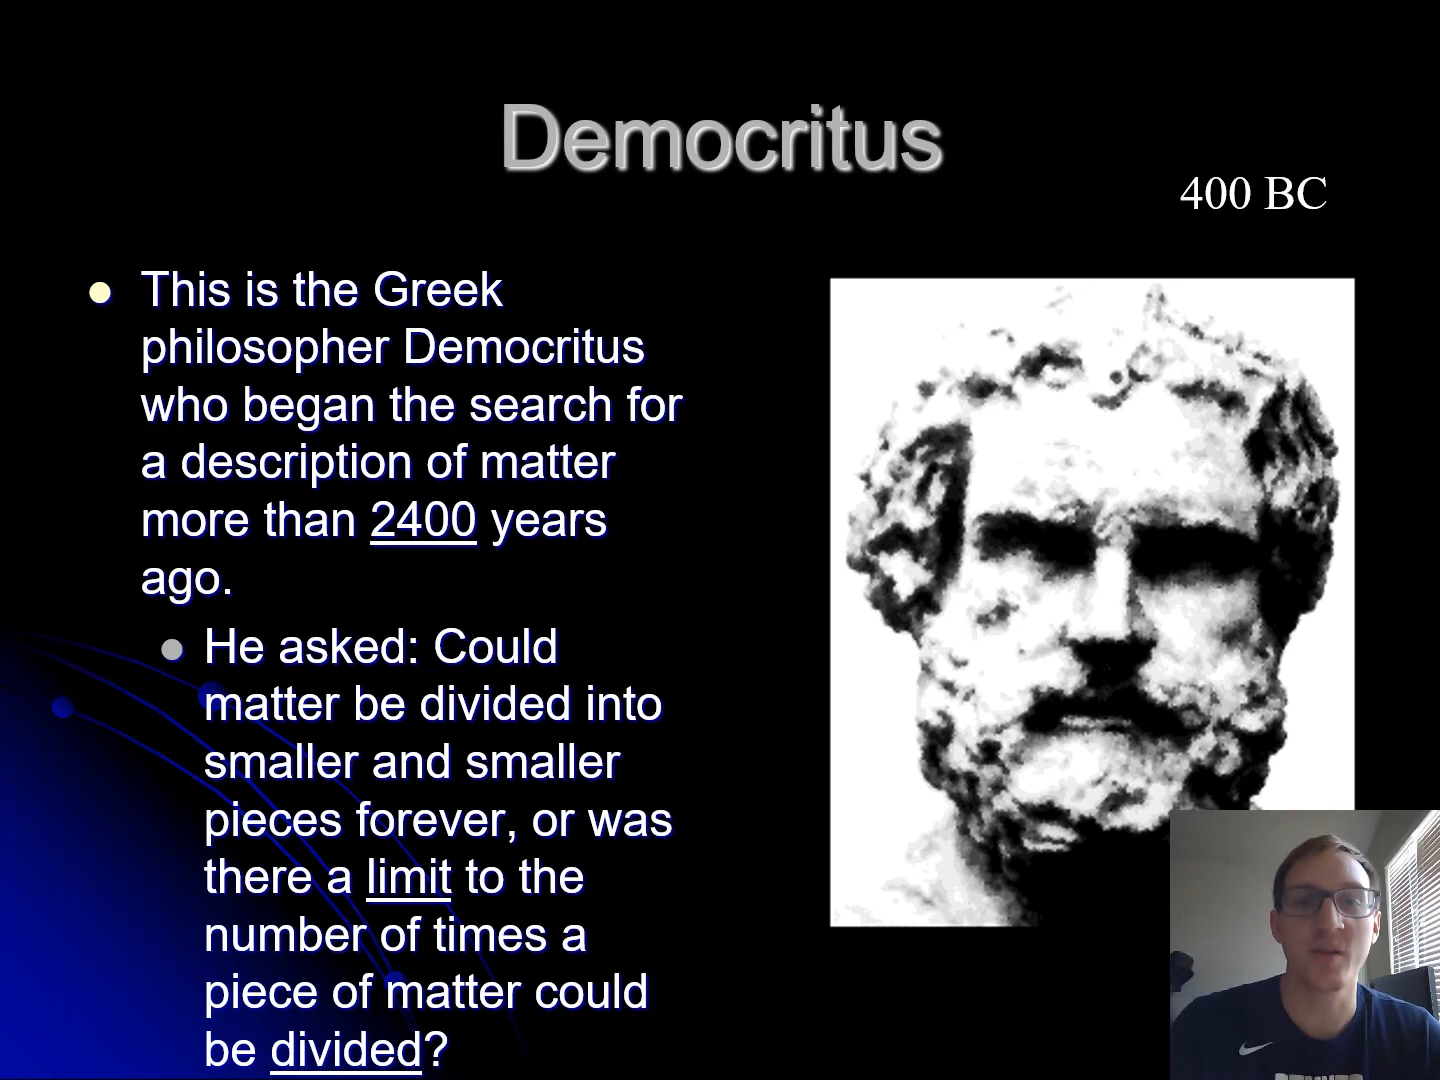 Democritus
400 BC
This is the Greek
philosopher Democritus
who began the search for
a description of matter
more than 2400 years
ago.
He asked: Could
matter be divided into
smaller and smaller
pieces forever, or was
there a limit to the
number of times a
piece of matter could
be divided?